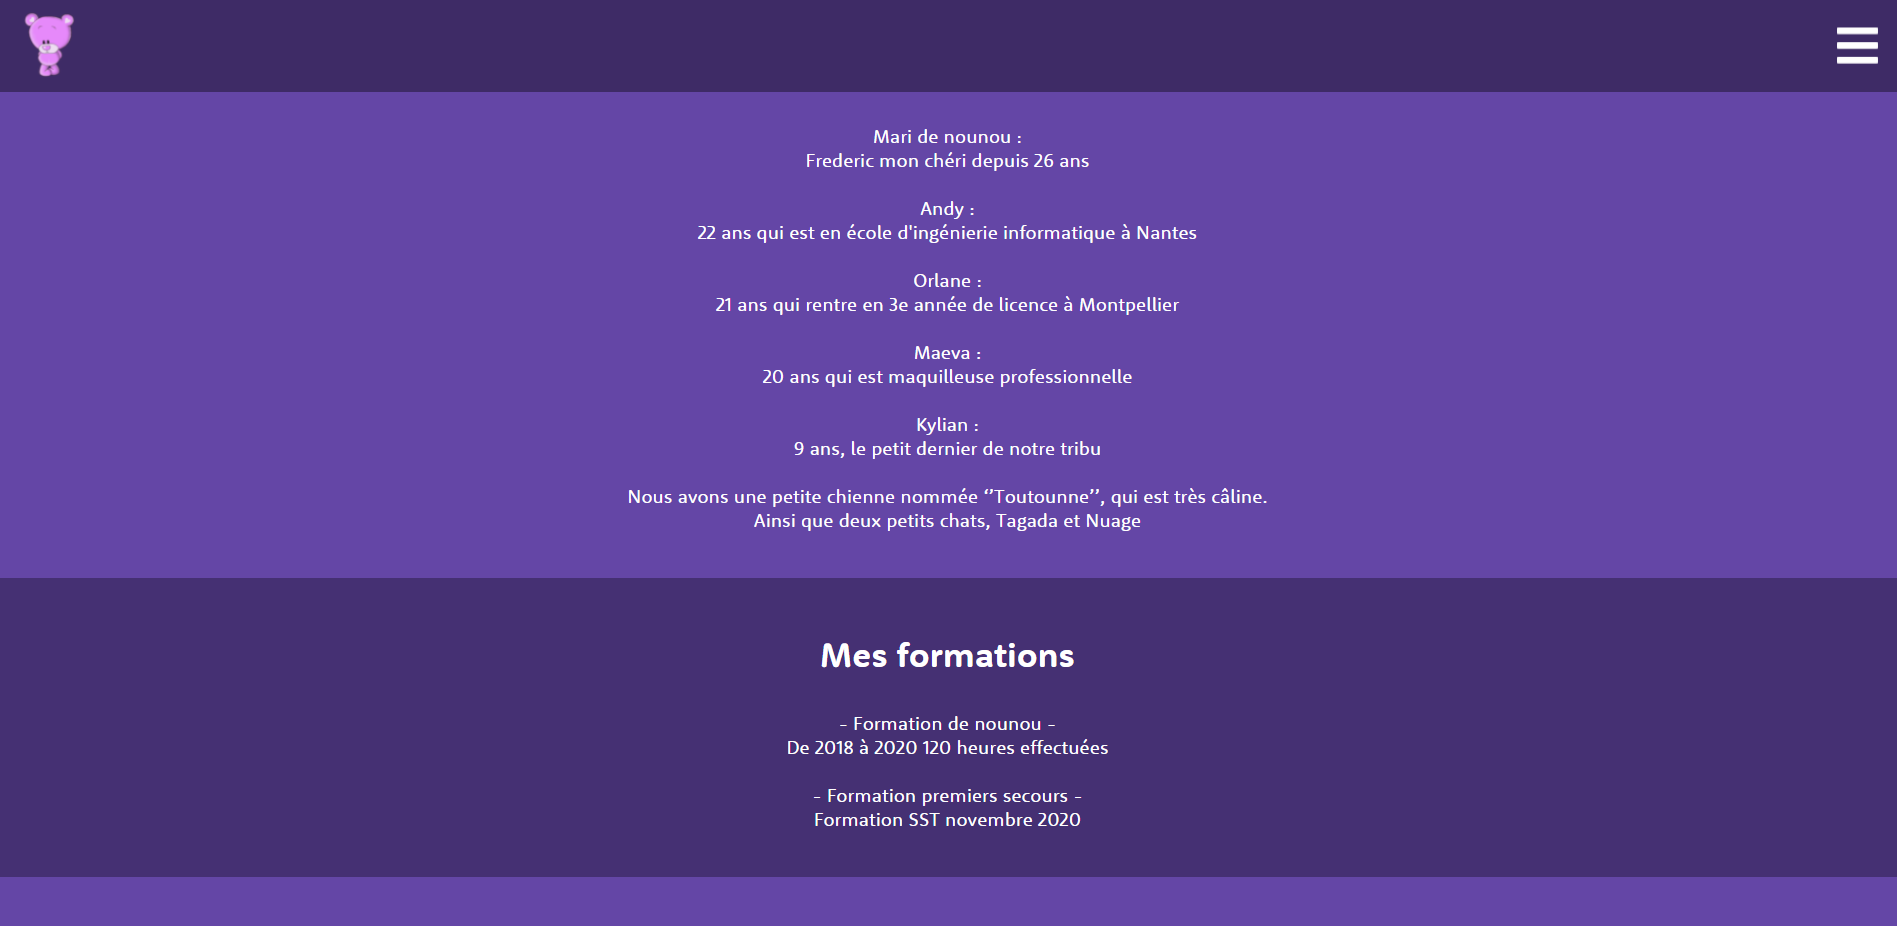 Mari de nounou :
Frederic mon chéri depuis 26 ans
Andy :
22 ans qui est en école d'ingénierie informatique à Nantes
Orlane :
21 ans qui rentre en 3e année de licence à Montpellier
Maeva :
20 ans qui est maquilleuse professionnelle
Kylian :
9 ans, le petit dernier de notre tribu
Nous avons une petite chienne nommée ‘’Toutounne’’, qui est très câline.
Ainsi que deux petits chats, Tagada et Nuage
Mes formations
- Formation de nounou -
De 2018 à 2020 120 heures effectuées
- Formation premiers secours -
Formation SST novembre 2020